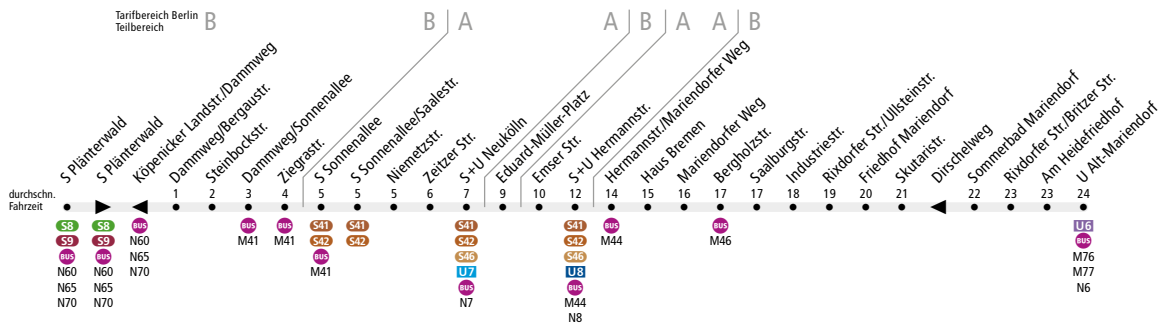 Tarifbereich Berlin
Teilbereich
B B A A B A A B
S Plänterwald
S Plänterwald
Köpenicker Landstr./Dammweg
Dammweg/Bergaustr.
Steinbockstr.
Dammweg/Sonnenallee
Ziegrastr.
S Sonnenallee
S Sonnenallee/Saalestr.
Niemetzstr.
Zeitzer Str.
S+U Neukölln
Eduard-Müller-Platz
Emser Str.
S+U Hermannstr.
Hermannstr./Mariendorfer Weg
Haus Bremen
Mariendorfer Weg
Bergholzstr.
Saalburgstr.
Industriestr.
Rixdorfer Str./Ullsteinstr.
Friedhof Mariendorf
Skutaristr.
Dirschelweg
Sommerbad Mariendorf
Rixdorfer Str./Britzer Str.
Am Heidefriedhof
U Alt-Mariendorf
durchschn.
Fahrzeit
1 2 3 4 5 5 5 6 7 9 10 12 14 15 16 17 17 18 19 20 21 22 23 23 24
S8
S9
BUS
N60
N65
N70
S8
S9
BUS
N60
N65
N70
BUS
N60
N65
N70
BUS
M41
BUS
M41
S41
S42
BUS
M41
S41
S42
S41
S42
S46
U7
BUS
N7
S41
S42
S46
U8
BUS
M44
N8
BUS
M44
BUS
M46
U6
BUS
M76
M77
N6